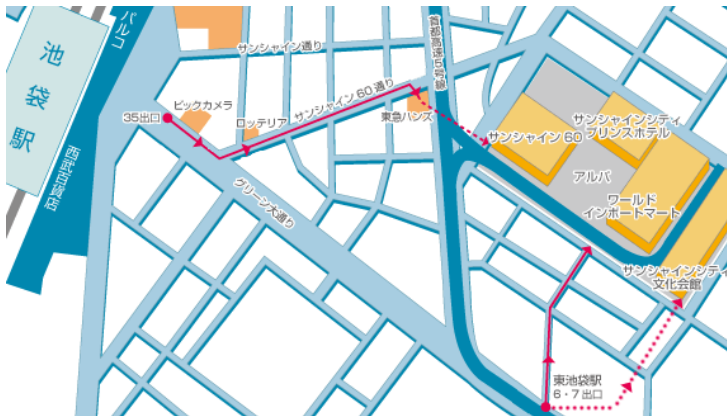 パルコ
池袋駅
西武百貨店
サンシャイン通り
首都高速5号線
ビックカメラ
35出口
ロッテリア
サンシャイン60通り
東急ハンズ
サンシャイン60
サンシャインシティ
プリンスホテル
アルパ
ワールド
インポートマート
グリーン大通り
サンシャインシティ
文化会館
東池袋駅
6・7出口